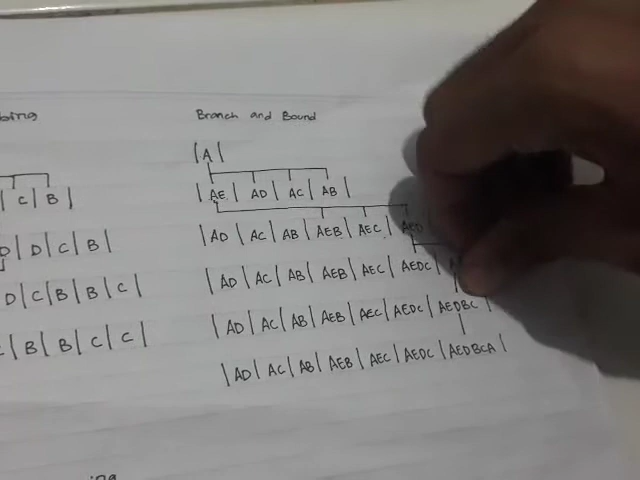 bing
Branch and Bound
|A|
| C | B |
| AE | AD | AC | AB |
D | D | C | B |
| AD | AC | AB | AEB | AEC |
D | C | B | B | C |
| AD | AC | AB | AEB | AEC | AEDC |
| B | B | C | C |
| AD | AC | AB | AEB | AEC | AEDC | AEDBC |
| AD | AC | AB | AEB | AEC | AEDC | AEDBCA |